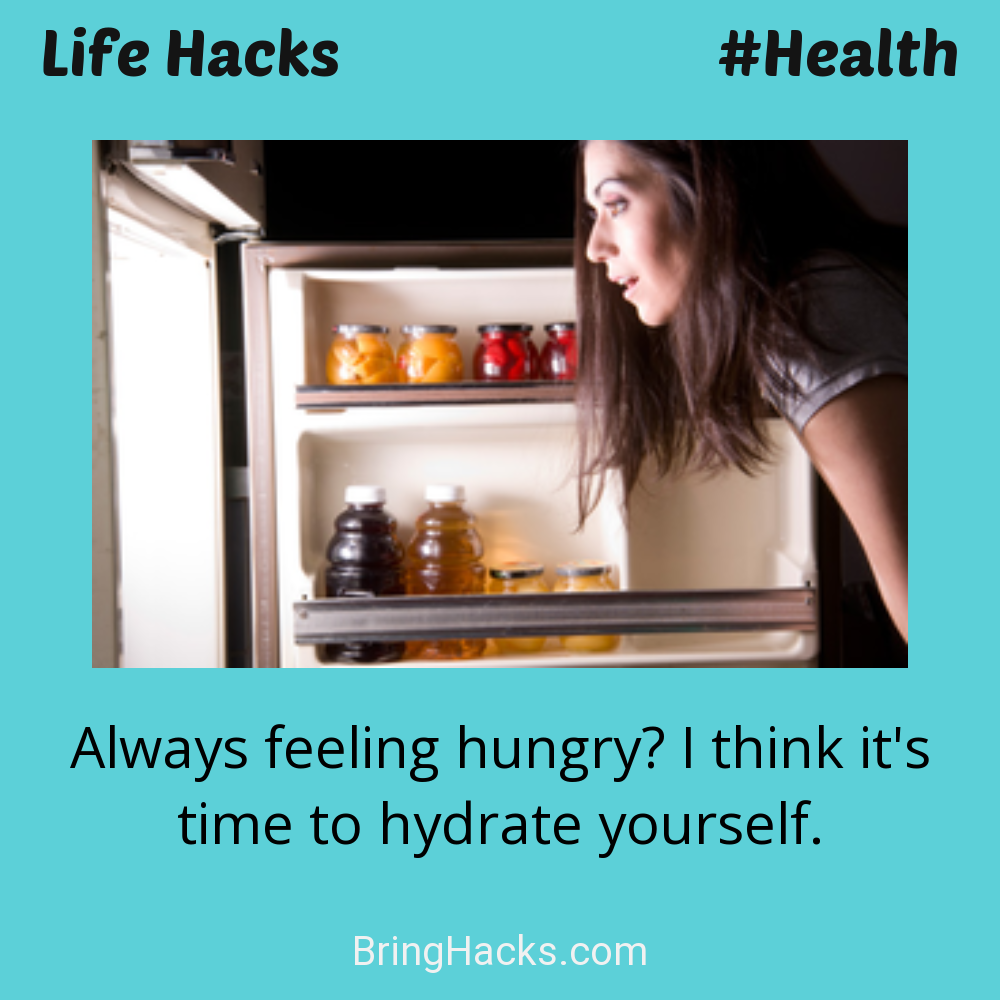 Life Hacks
#Health
Always feeling hungry? I think it's
time to hydrate yourself.
BringHacks.com